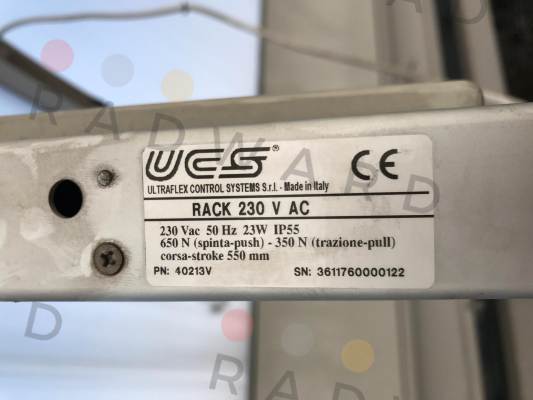 UCS®
CE
ULTRAFLEX CONTROL SYSTEMS S.r.l. - Made in Italy
RACK 230 V AC
230 Vac 50 Hz 23W IP55
650 N (spinta-push) - 350 N (trazione-pull)
corsa-stroke 550 mm
PN: 40213V SN: 3611760000122
RADWARD
RADWARD